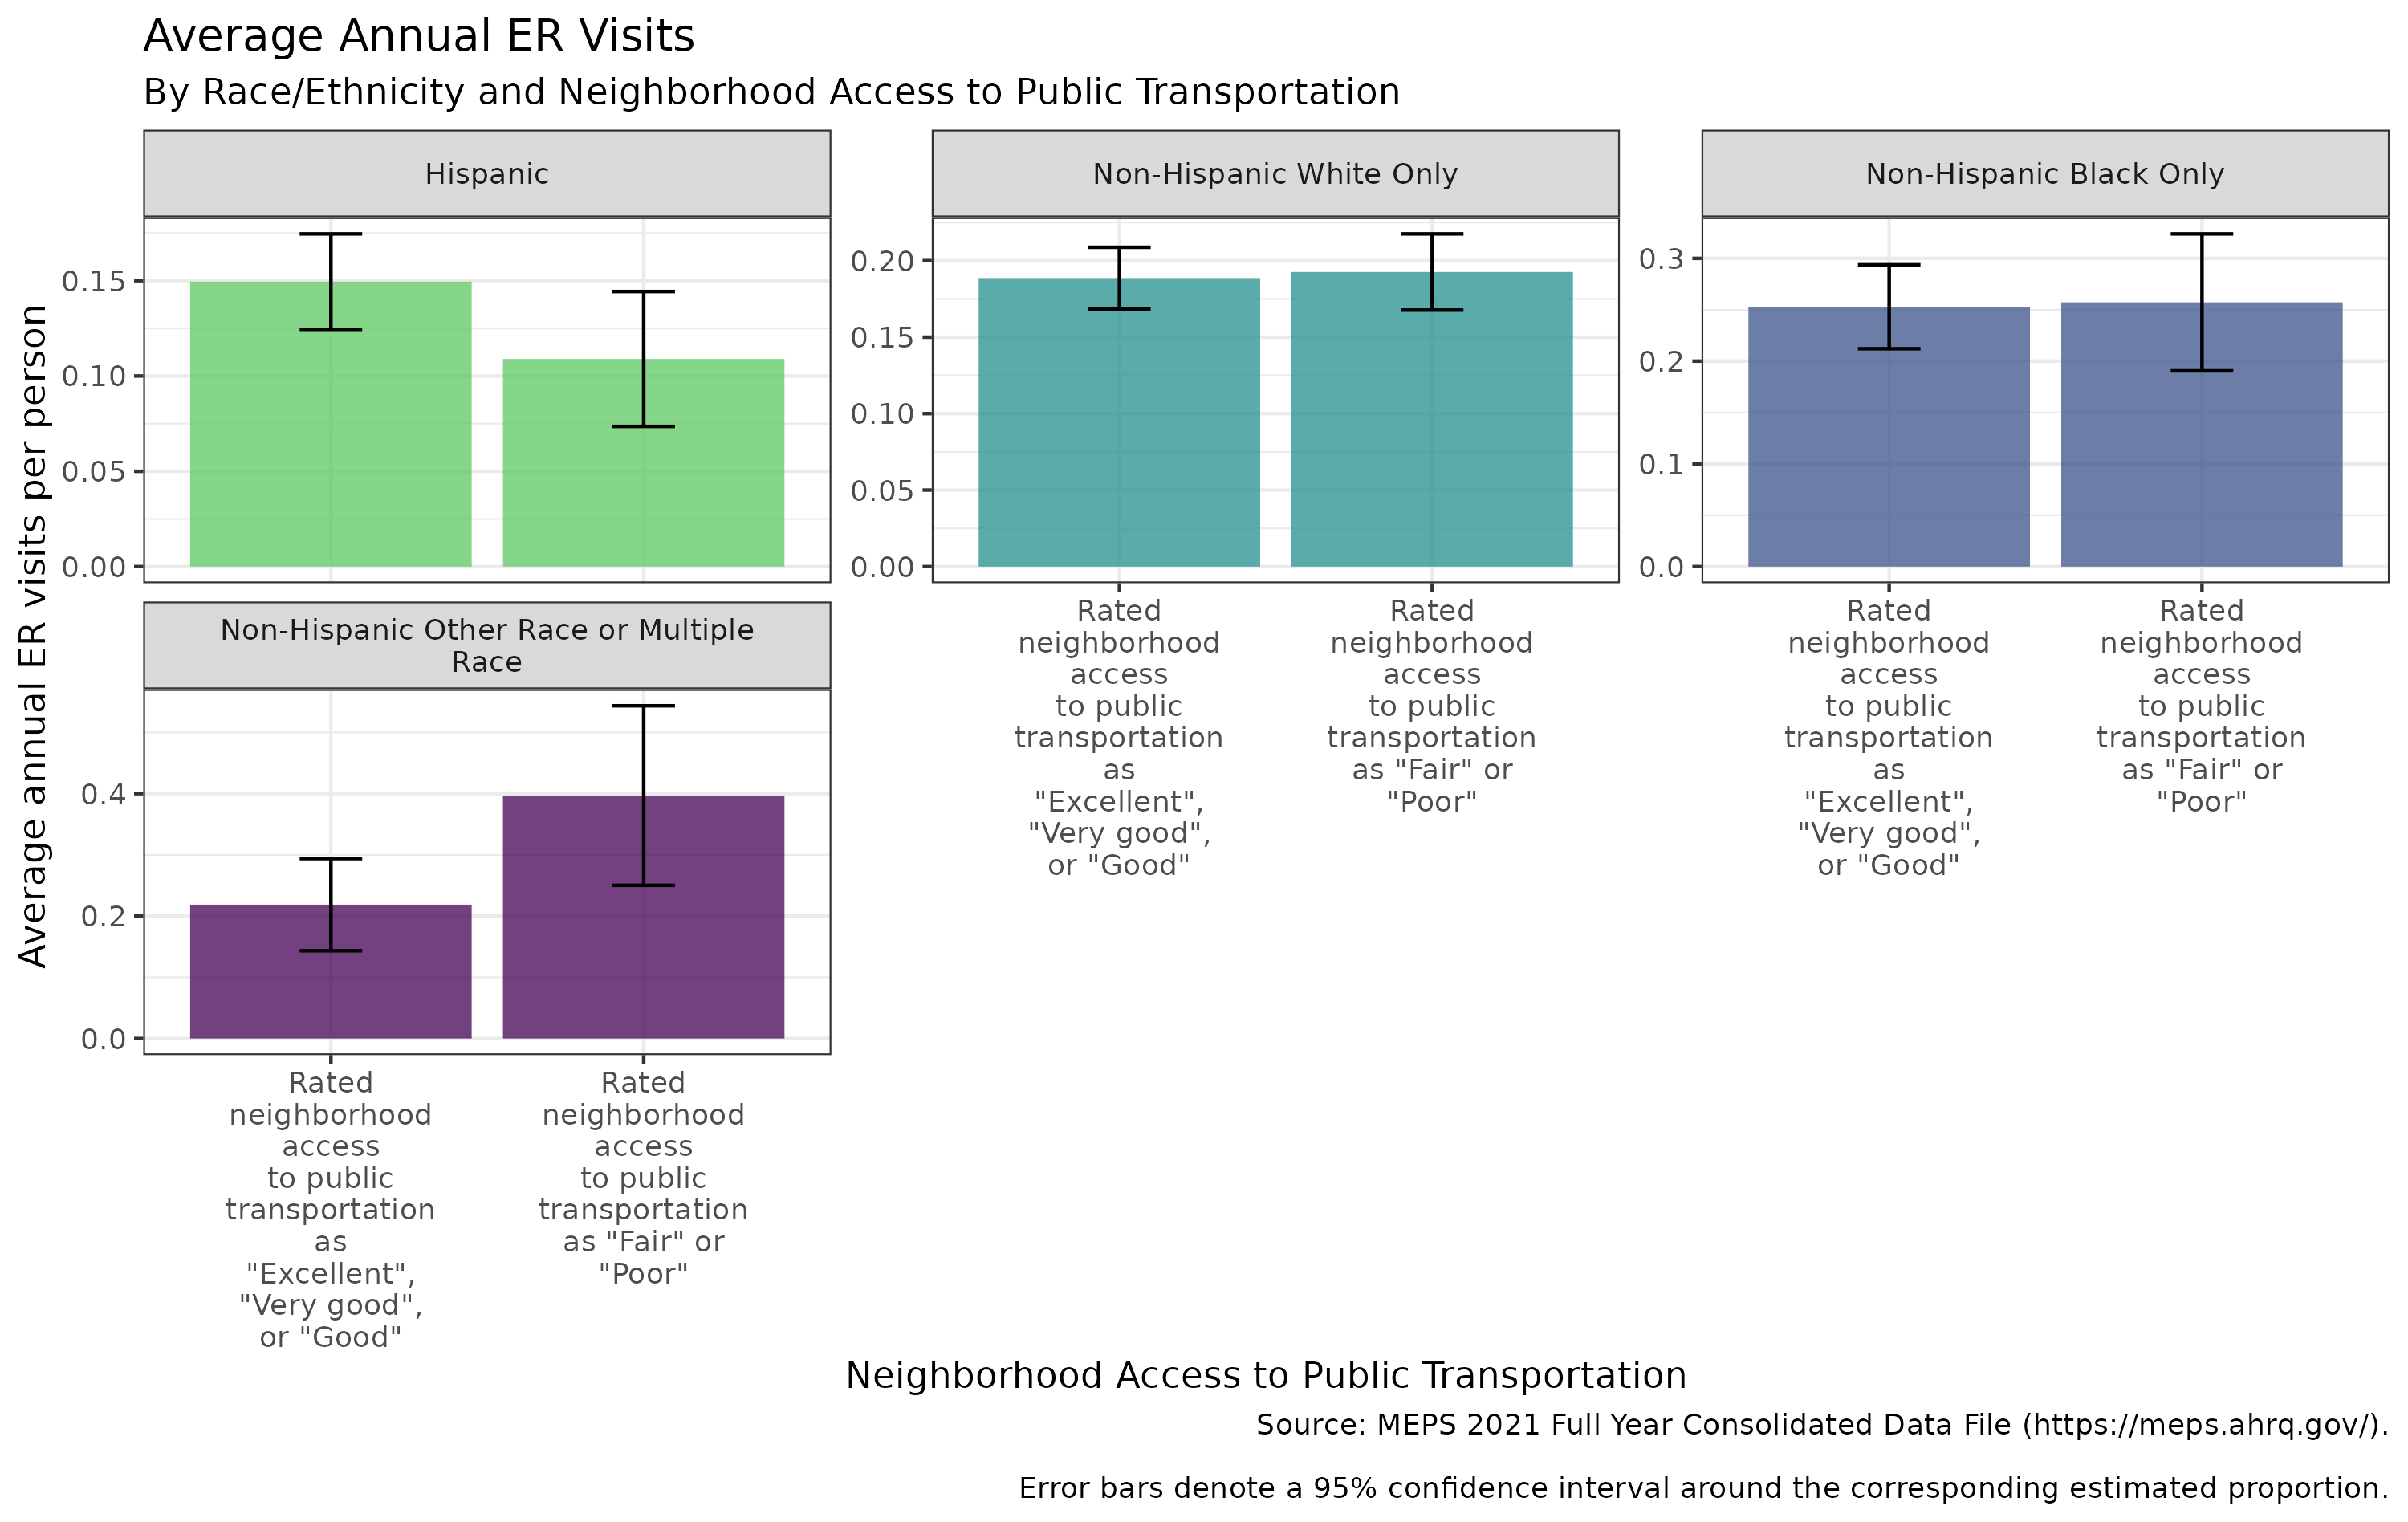 Average Annual ER Visits
By Race/Ethnicity and Neighborhood Access to Public Transportation
Average annual ER visits per person
Hispanic
0.15
0.10
0.05
0.00
Non-Hispanic White Only
0.20
0.15
0.10
0.05
0.00
Rated
neighborhood
access
to public
transportation
as
"Excellent",
"Very good",
or "Good"
Rated
neighborhood
access
to public
transportation
as "Fair" or
"Poor"
Non-Hispanic Black Only
0.3
0.2
0.1
0.0
Rated
neighborhood
access
to public
transportation
as
"Excellent",
"Very good",
or "Good"
Rated
neighborhood
access
to public
transportation
as "Fair" or
"Poor"
Non-Hispanic Other Race or Multiple
Race
0.4
0.2
0.0
Rated
neighborhood
access
to public
transportation
as
"Excellent",
"Very good",
or "Good"
Rated
neighborhood
access
to public
transportation
as "Fair" or
"Poor"
Neighborhood Access to Public Transportation
Source: MEPS 2021 Full Year Consolidated Data File (https://meps.ahrq.gov/).
Error bars denote a 95% confidence interval around the corresponding estimated proportion.